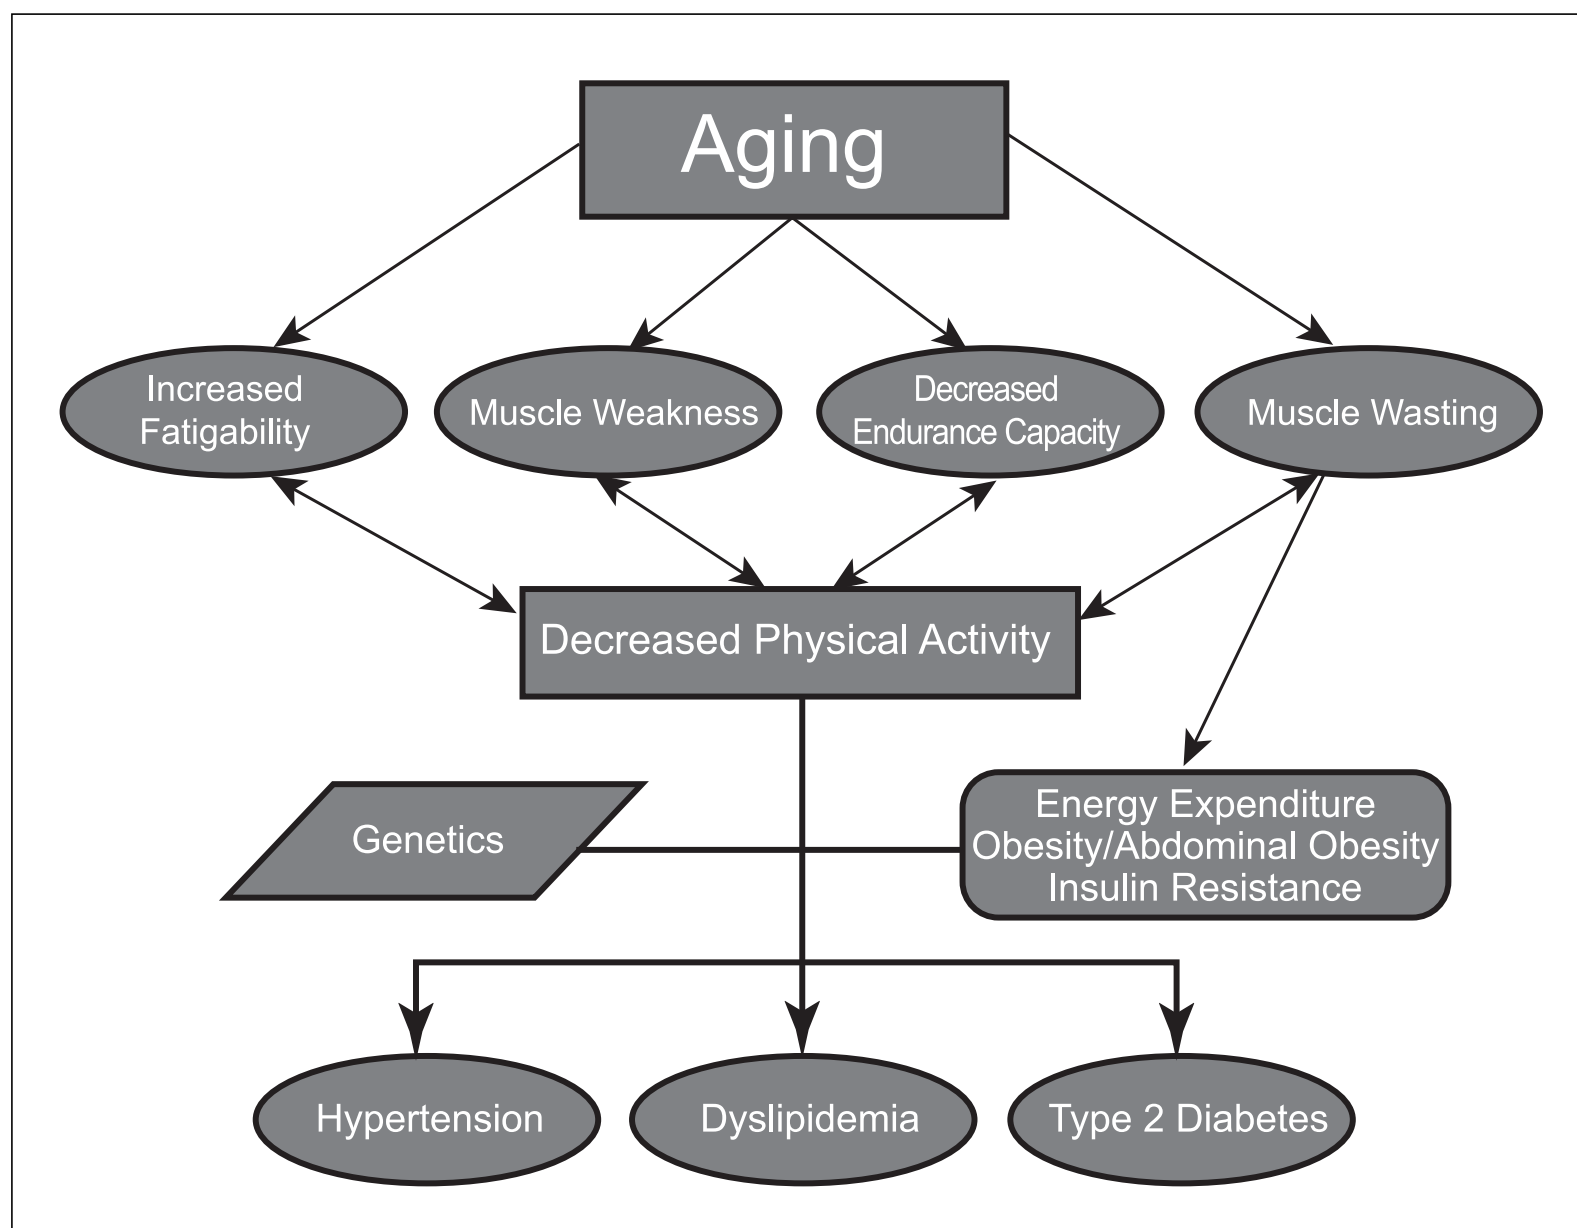 Aging
Increased
Fatigability
Muscle Weakness
Decreased
Endurance Capacity
Muscle Wasting
Decreased Physical Activity
Genetics
Energy Expenditure
Obesity/Abdominal Obesity
Insulin Resistance
Hypertension
Dyslipidemia
Type 2 Diabetes